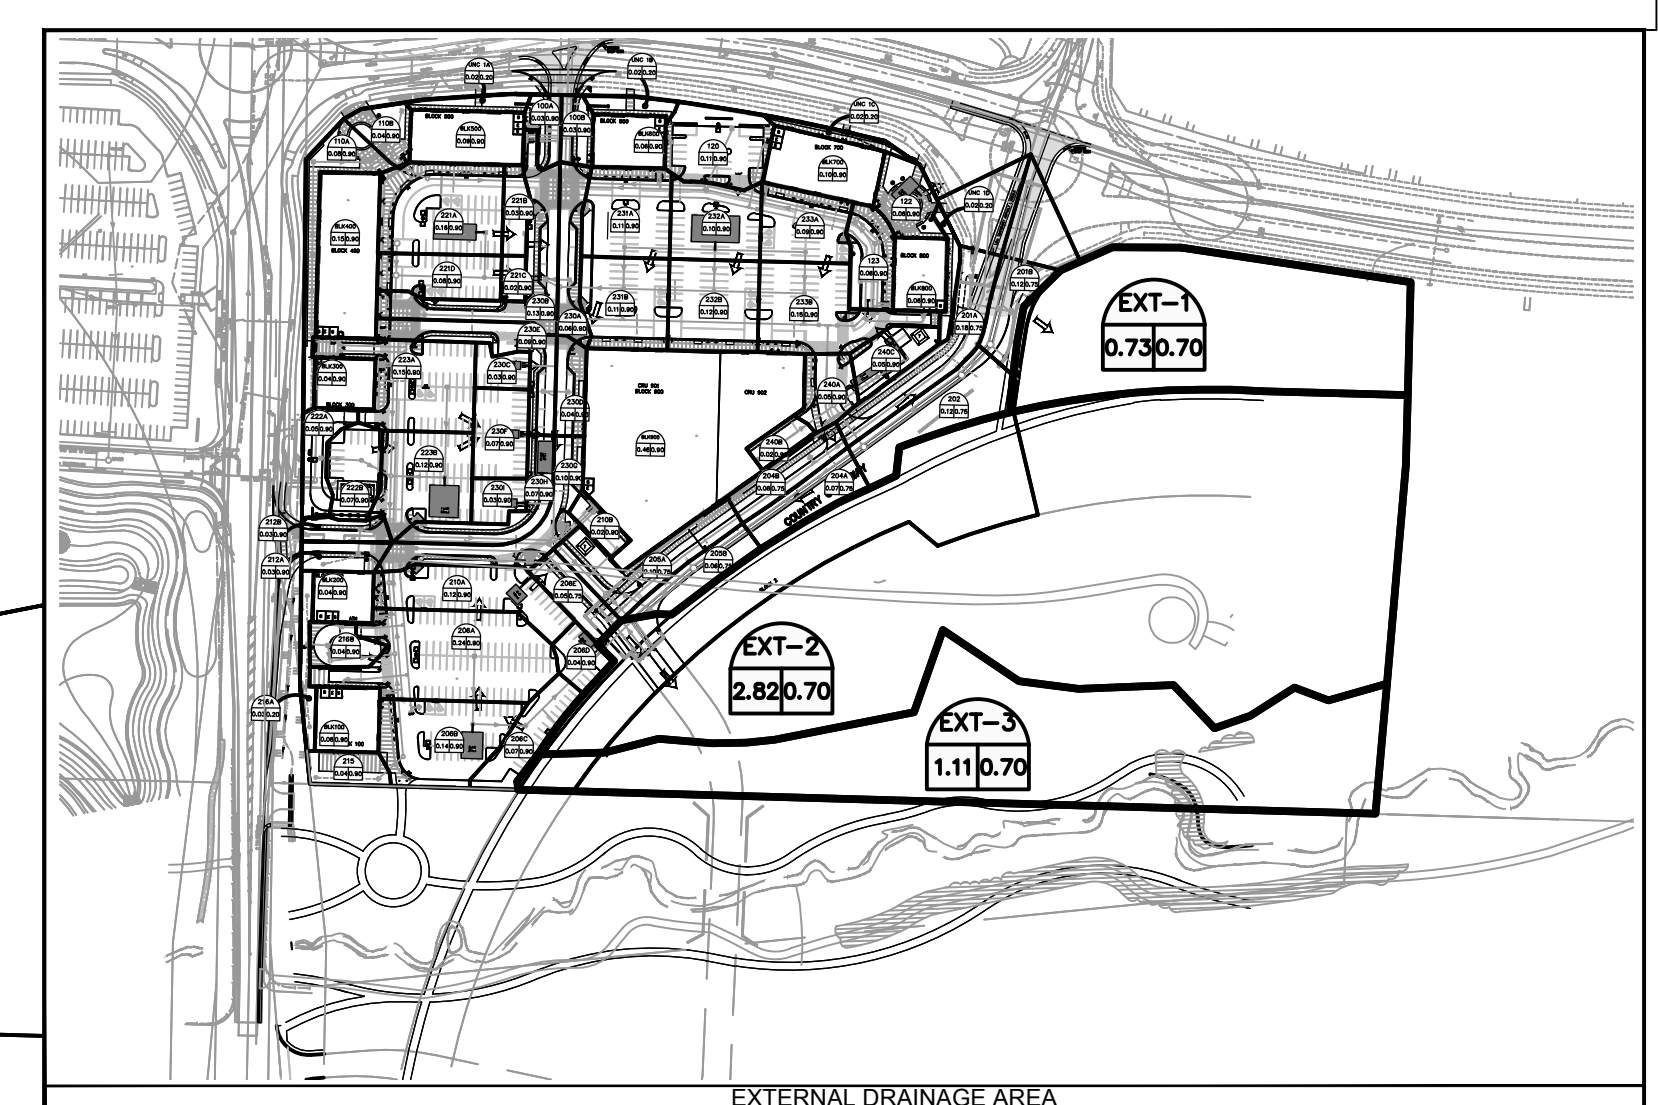 UNC 1A
0.02 0.20
UNC 1B
0.02 0.20
100A
0.03 0.90
100B
0.03 0.90
UNC 1C
0.02 0.20
110B
0.04 0.90
110A
0.08 0.90
BLOCK 500
BLK500
0.09 0.90
BLOCK 600
BLK600
0.06 0.90
120
0.11 0.90
BLOCK 700
BLK700
0.10 0.90
UNC 1D
0.02 0.20
122
0.08 0.90
BLK400
0.15 0.90
BLOCK 400
221A
0.16 0.90
221B
0.03 0.90
231A
0.11 0.90
232A
0.10 0.90
233A
0.09 0.90
123
0.06 0.90
BLOCK 800
BLK800
0.06 0.90
221D
0.08 0.90
221C
0.02 0.90
230B
0.13 0.90
230A
0.06 0.90
231B
0.11 0.90
232B
0.12 0.90
233B
0.15 0.90
201B
0.12 0.75
201A
0.18 0.75
EXT-1
0.73 0.70
230E
0.09 0.90
223A
0.15 0.90
BLK300
0.04 0.90
BLOCK 300
230C
0.03 0.90
CRU 901
BLOCK 900
CRU 902
240C
0.05 0.90
240A
0.05 0.90
202
0.12 0.75
222A
0.05 0.90
230D
0.04 0.90
230F
0.07 0.90
BLK900
0.46 0.90
240B
0.02 0.90
223B
0.12 0.90
230G
0.10 0.90
204B
0.08 0.75
204A
0.07 0.75
222B
0.07 0.90
230I
0.03 0.90
230H
0.07 0.90
COUNTRY
212B
0.03 0.90
210B
0.02 0.90
212A
0.03 0.90
205A
0.10 0.75
205B
0.06 0.75
BLK200
0.04 0.90
210A
0.12 0.90
206E
0.05 0.75
216B
0.04 0.90
206A
0.24 0.90
206D
0.04 0.90
EXT-2
2.82 0.70
216A
0.03 0.20
BLK100
0.06 0.90
206B
0.14 0.90
206C
0.07 0.90
EXT-3
1.11 0.70
215
0.04 0.90
EXTERNAL DRAINAGE AREA